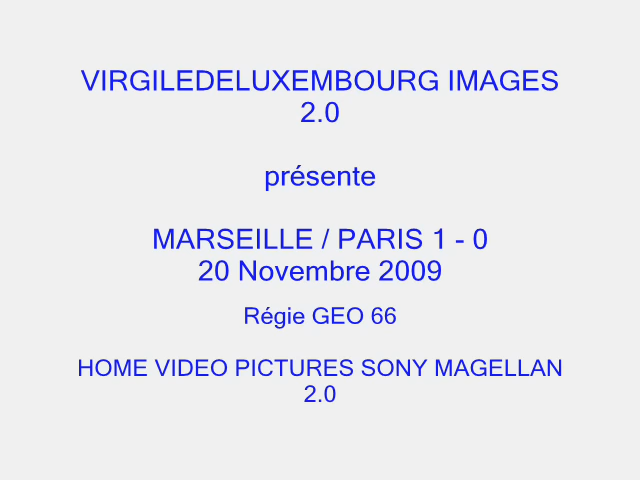 VIRGILEDELUXEMBOURG IMAGES
2.0
présente
MARSEILLE / PARIS 1 - 0
20 Novembre 2009
Régie GEO 66
HOME VIDEO PICTURES SONY MAGELLAN
2.0